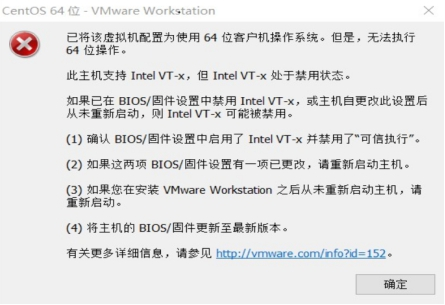 CentOS 64 位 - VMware Workstation
已将该虚拟机配置为使用 64 位客户机操作系统。但是，无法执行
64 位操作。
此主机支持 Intel VT-x，但 Intel VT-x 处于禁用状态。
如果已在 BIOS/固件设置中禁用 Intel VT-x，或主机自更改此设置后
从未重新启动，则 Intel VT-x 可能被禁用。
(1) 确认 BIOS/固件设置中启用了 Intel VT-x 并禁用了“可信执行”。
(2) 如果这两项 BIOS/固件设置有一项已更改，请重新启动主机。
(3) 如果您在安装 VMware Workstation 之后从未重新启动主机，请
重新启动。
(4) 将主机的 BIOS/固件更新至最新版本。
有关更多详细信息，请参见 http://vmware.com/info?id=152。
确定